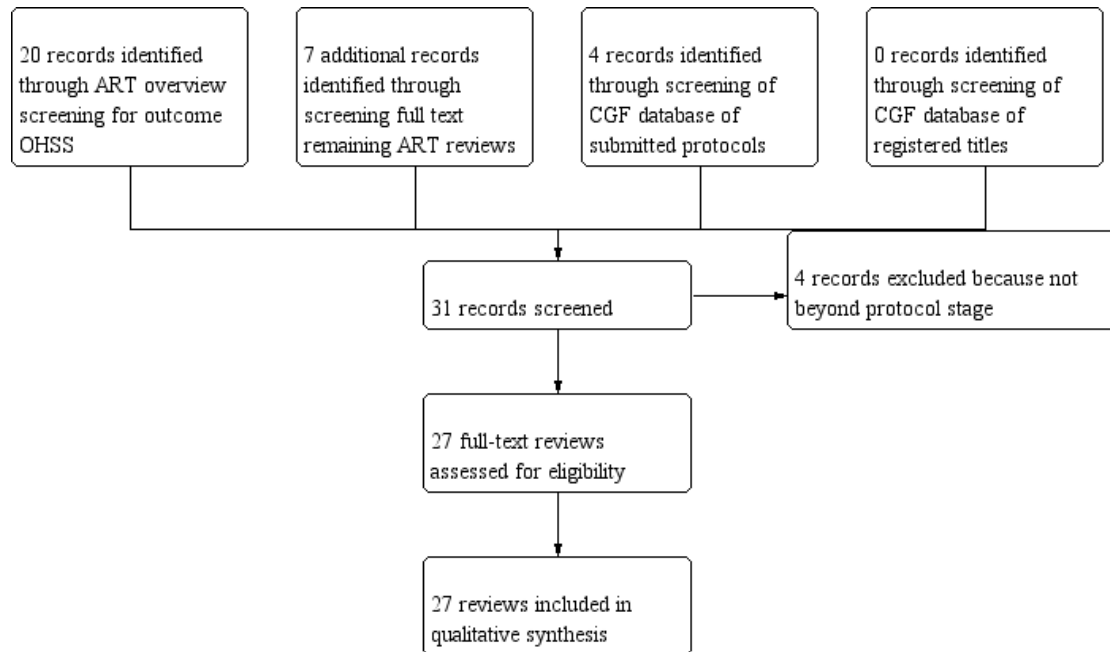 20 records identified
through ART overview
screening for outcome
OHSS
7 additional records
identified through
screening full text
remaining ART reviews
4 records identified
through screening of
CGF database of
submitted protocols
0 records identified
through screening of
CGF database of
registered titles
31 records screened
4 records excluded because not
beyond protocol stage
27 full-text reviews
assessed for eligibility
27 reviews included in
qualitative synthesis